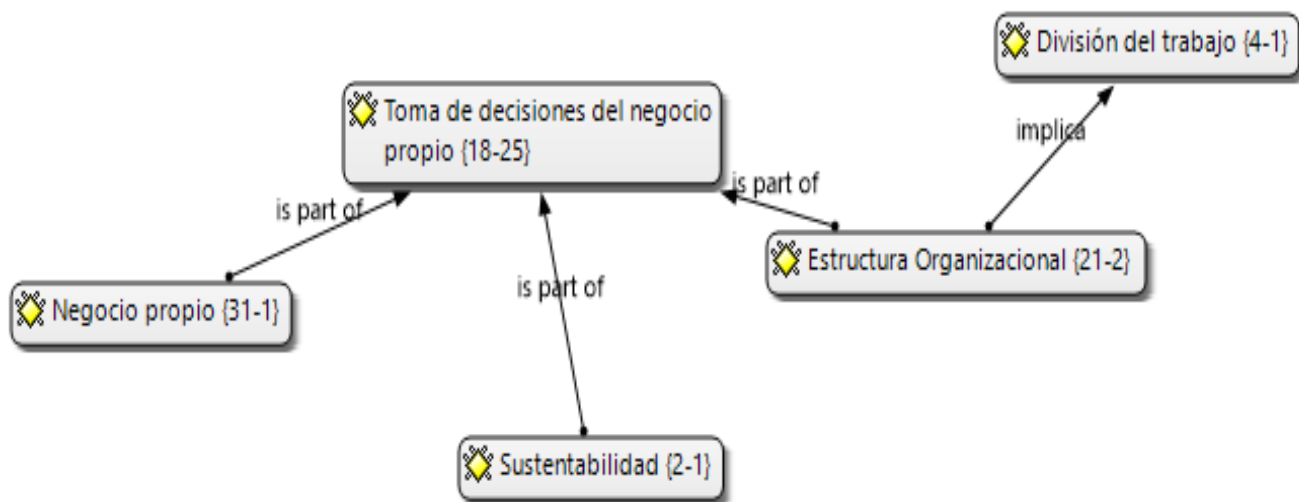 División del trabajo {4-1}
Toma de decisiones del negocio
propio {18-25}
implica
is part of
is part of
Estructura Organizacional {21-2}
is part of
Negocio propio {31-1}
Sustentabilidad {2-1}